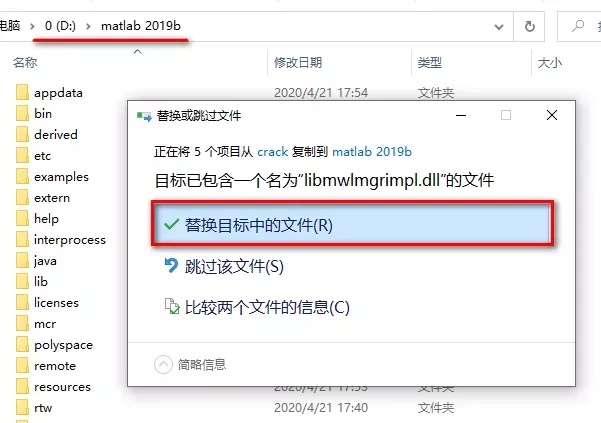 电脑 > 0 (D:) > matlab 2019b
名称 修改日期 类型 大小
appdata 2020/4/21 17:54 文件夹
bin
derived
etc
examples
extern
help
interprocess
java
lib
licenses
mcr
polyspace
remote
resources 2020/4/21 17:53 文件夹
rtw 2020/4/21 17:40 文件夹
替换或跳过文件
正在将 5 个项目从 crack 复制到 matlab 2019b
目标已包含一个名为“libmwlmgrimpl.dll”的文件
替换目标中的文件(R)
跳过该文件(S)
比较两个文件的信息(C)
简略信息